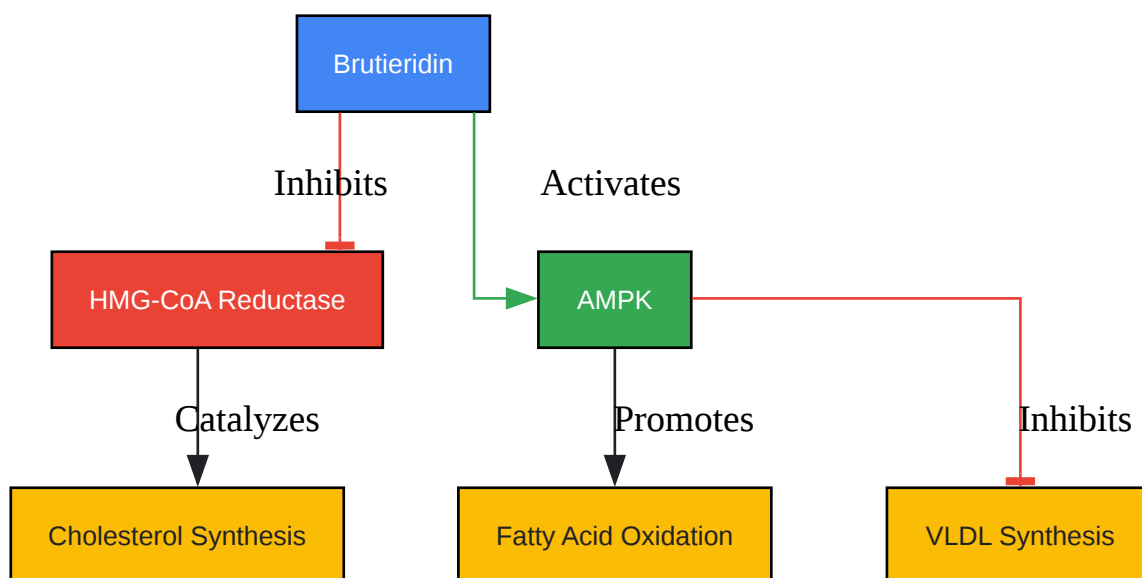 Brutieridin
Inhibits
Activates
HMG-CoA Reductase
AMPK
Catalyzes
Promotes
Inhibits
Cholesterol Synthesis
Fatty Acid Oxidation
VLDL Synthesis